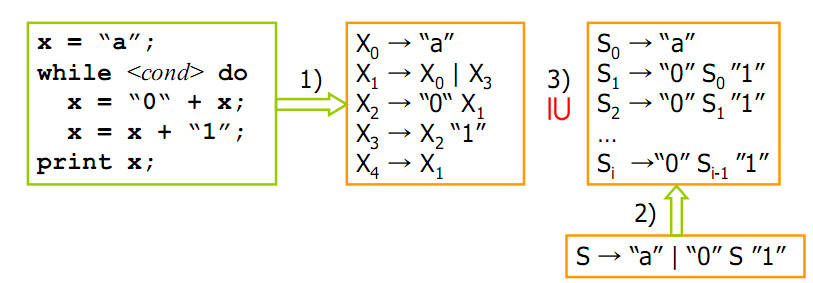 x = “a”;
while <cond> do
x = “0“ + x;
x = x + “1”;
print x;
1)
X0 → “a”
X1 → X0 | X3
X2 → “0“ X1
X3 → X2 “1”
X4 → X1
3)
IU
S0 → “a”
S1 → “0” S0 ”1”
S2 → “0” S1 ”1”
...
Si →“0” Si-1 ”1”
2)
S → “a” | “0” S ”1”